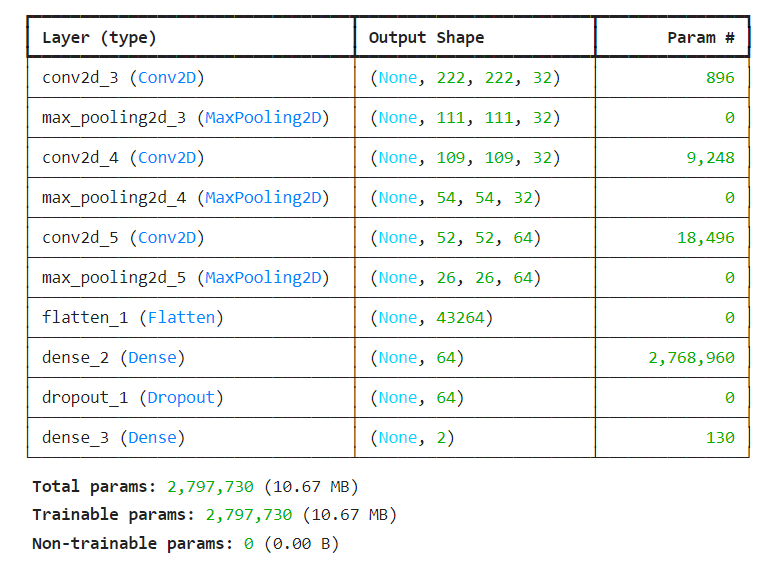 Layer (type) Output Shape Param #
conv2d_3 (Conv2D) (None, 222, 222, 32) 896
max_pooling2d_3 (MaxPooling2D) (None, 111, 111, 32) 0
conv2d_4 (Conv2D) (None, 109, 109, 32) 9,248
max_pooling2d_4 (MaxPooling2D) (None, 54, 54, 32) 0
conv2d_5 (Conv2D) (None, 52, 52, 64) 18,496
max_pooling2d_5 (MaxPooling2D) (None, 26, 26, 64) 0
flatten_1 (Flatten) (None, 43264) 0
dense_2 (Dense) (None, 64) 2,768,960
dropout_1 (Dropout) (None, 64) 0
dense_3 (Dense) (None, 2) 130
Total params: 2,797,730 (10.67 MB)
Trainable params: 2,797,730 (10.67 MB)
Non-trainable params: 0 (0.00 B)